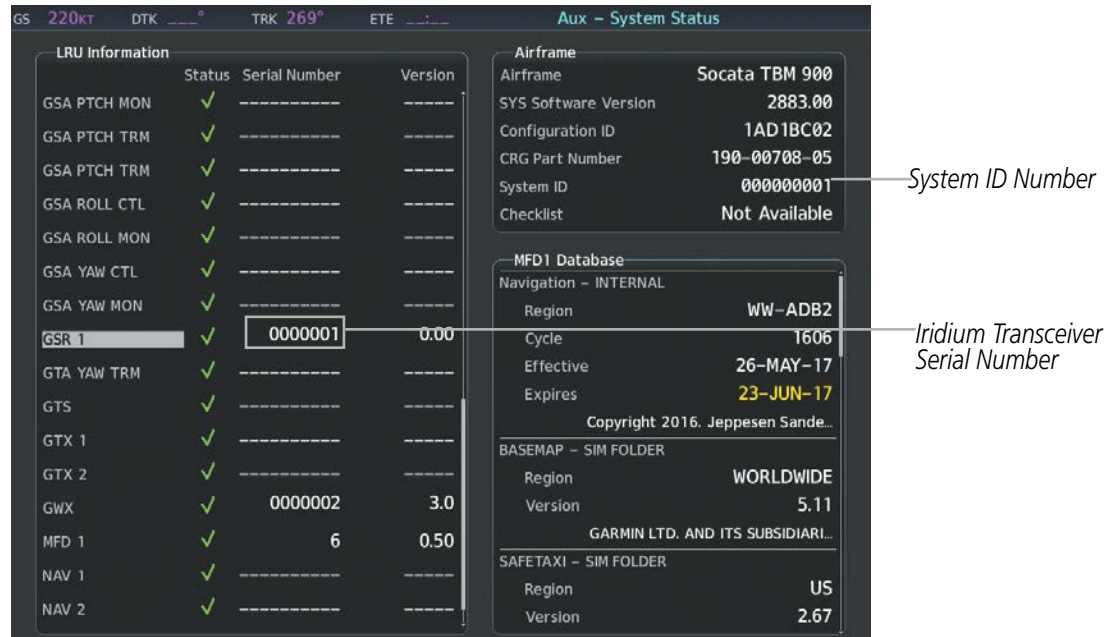 GS 220KT DTK ___° TRK 269° ETE __:__ Aux – System Status
LRU Information
Status Serial Number Version
GSA PTCH MON ✓ ---------- -----
GSA PTCH TRM ✓ ---------- -----
GSA PTCH TRM ✓ ---------- -----
GSA ROLL CTL ✓ ---------- -----
GSA ROLL MON ✓ ---------- -----
GSA YAW CTL ✓ ---------- -----
GSA YAW MON ✓ ---------- -----
GSR 1 ✓ 0000001 0.00
GTA YAW TRM ✓ ---------- -----
GTS ✓ ---------- -----
GTX 1 ✓ ---------- -----
GTX 2 ✓ ---------- -----
GWX ✓ 0000002 3.0
MFD 1 ✓ 6 0.50
NAV 1 ✓ ---------- -----
NAV 2 ✓ ---------- -----
Airframe
Airframe Socata TBM 900
SYS Software Version 2883.00
Configuration ID 1AD1BC02
CRG Part Number 190-00708-05
System ID 000000001
Checklist Not Available
MFD1 Database
Navigation – INTERNAL
Region WW-ADB2
Cycle 1606
Effective 26-MAY-17
Expires 23-JUN-17
Copyright 2016. Jeppesen Sande…
BASEMAP – SIM FOLDER
Region WORLDWIDE
Version 5.11
GARMIN LTD. AND ITS SUBSIDIARI…
SAFETAXI – SIM FOLDER
Region US
Version 2.67
System ID Number
Iridium Transceiver
Serial Number